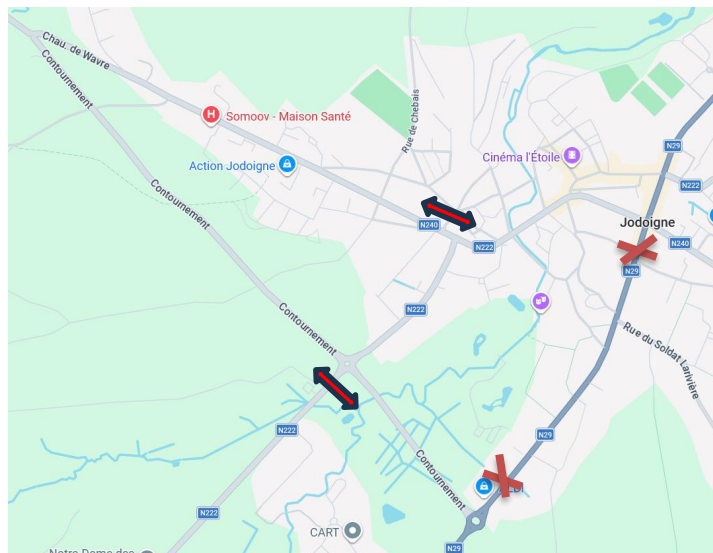 Chau. de Wavre
Contournement
Somoov - Maison Santé
Rue de Chebais
Action Jodoigne
Cinéma l'Étoile
N29
N222
Contournement
Jodoigne
N240
N222
N240
N29
Contournement
N222
Rue du Soldat Larivière
N222
N29
Contournement
N222
CART
N29